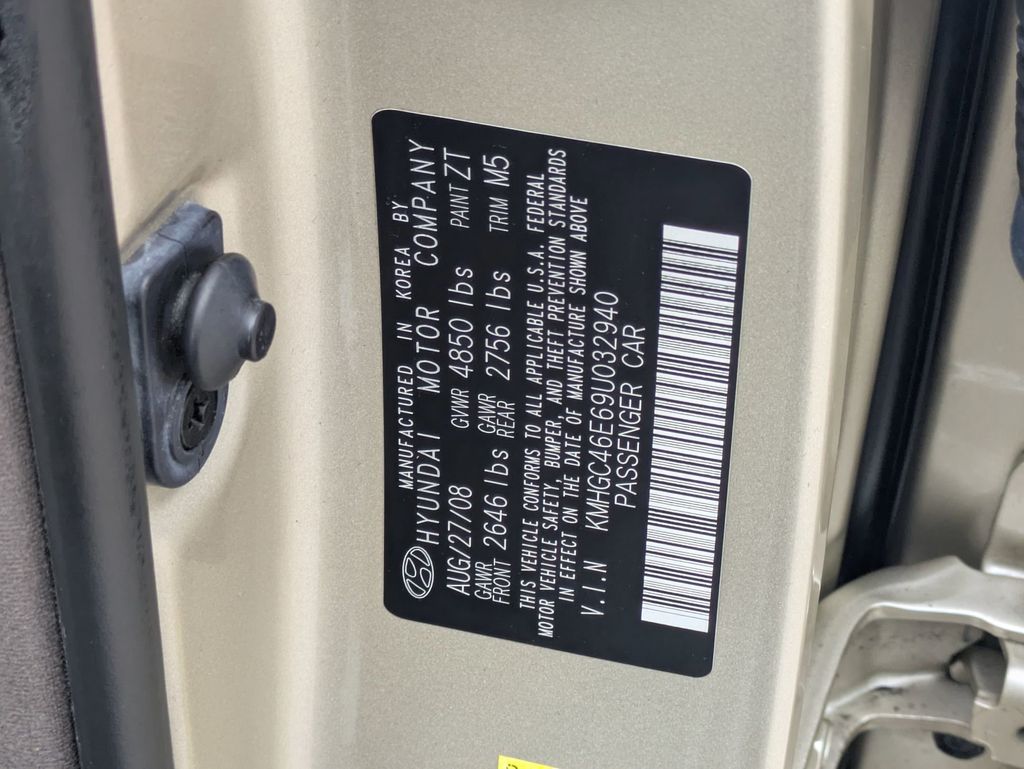 MANUFACTURED IN KOREA BY
HYUNDAI MOTOR COMPANY
AUG/27/08 GVWR 4850 lbs PAINT ZT
GAWR FRONT 2646 lbs GAWR REAR 2756 lbs TRIM M5
THIS VEHICLE CONFORMS TO ALL APPLICABLE U.S.A. FEDERAL
MOTOR VEHICLE SAFETY, BUMPER, AND THEFT PREVENTION STANDARDS
IN EFFECT ON THE DATE OF MANUFACTURE SHOWN ABOVE
V.I.N KMHGC46E69U032940
PASSENGER CAR